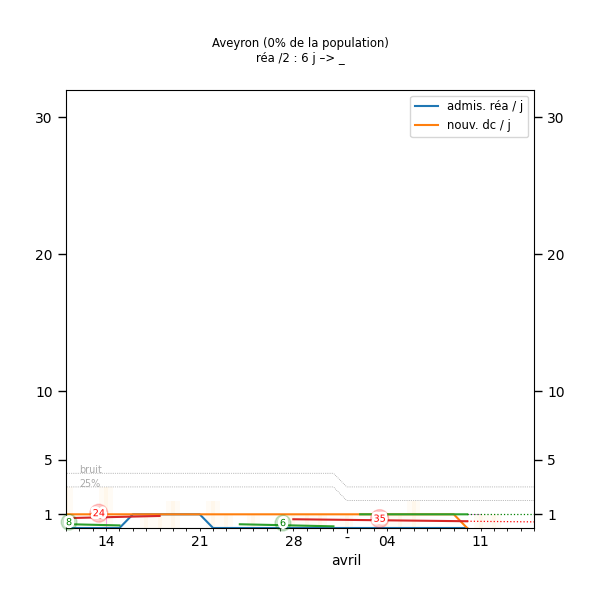 Aveyron (0% de la population)
réa /2 : 6 j –> _
admis. réa / j
nouv. dc / j
30 30
20 20
10 10
5 5
bruit
25%
1 1
8 24 6 35
14 21 28 - 04 11
avril